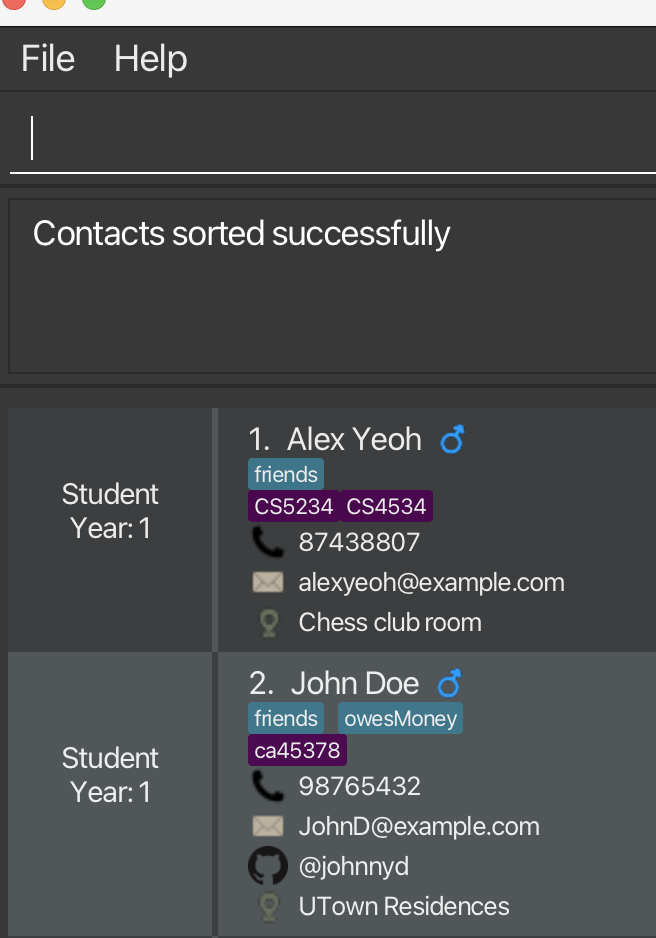 File Help
Contacts sorted successfully
Student
Year: 1
1. Alex Yeoh
friends
CS5234 CS4534
87438807
alexyeoh@example.com
Chess club room
Student
Year: 1
2. John Doe
friends owesMoney
ca45378
98765432
JohnD@example.com
@johnnyd
UTown Residences